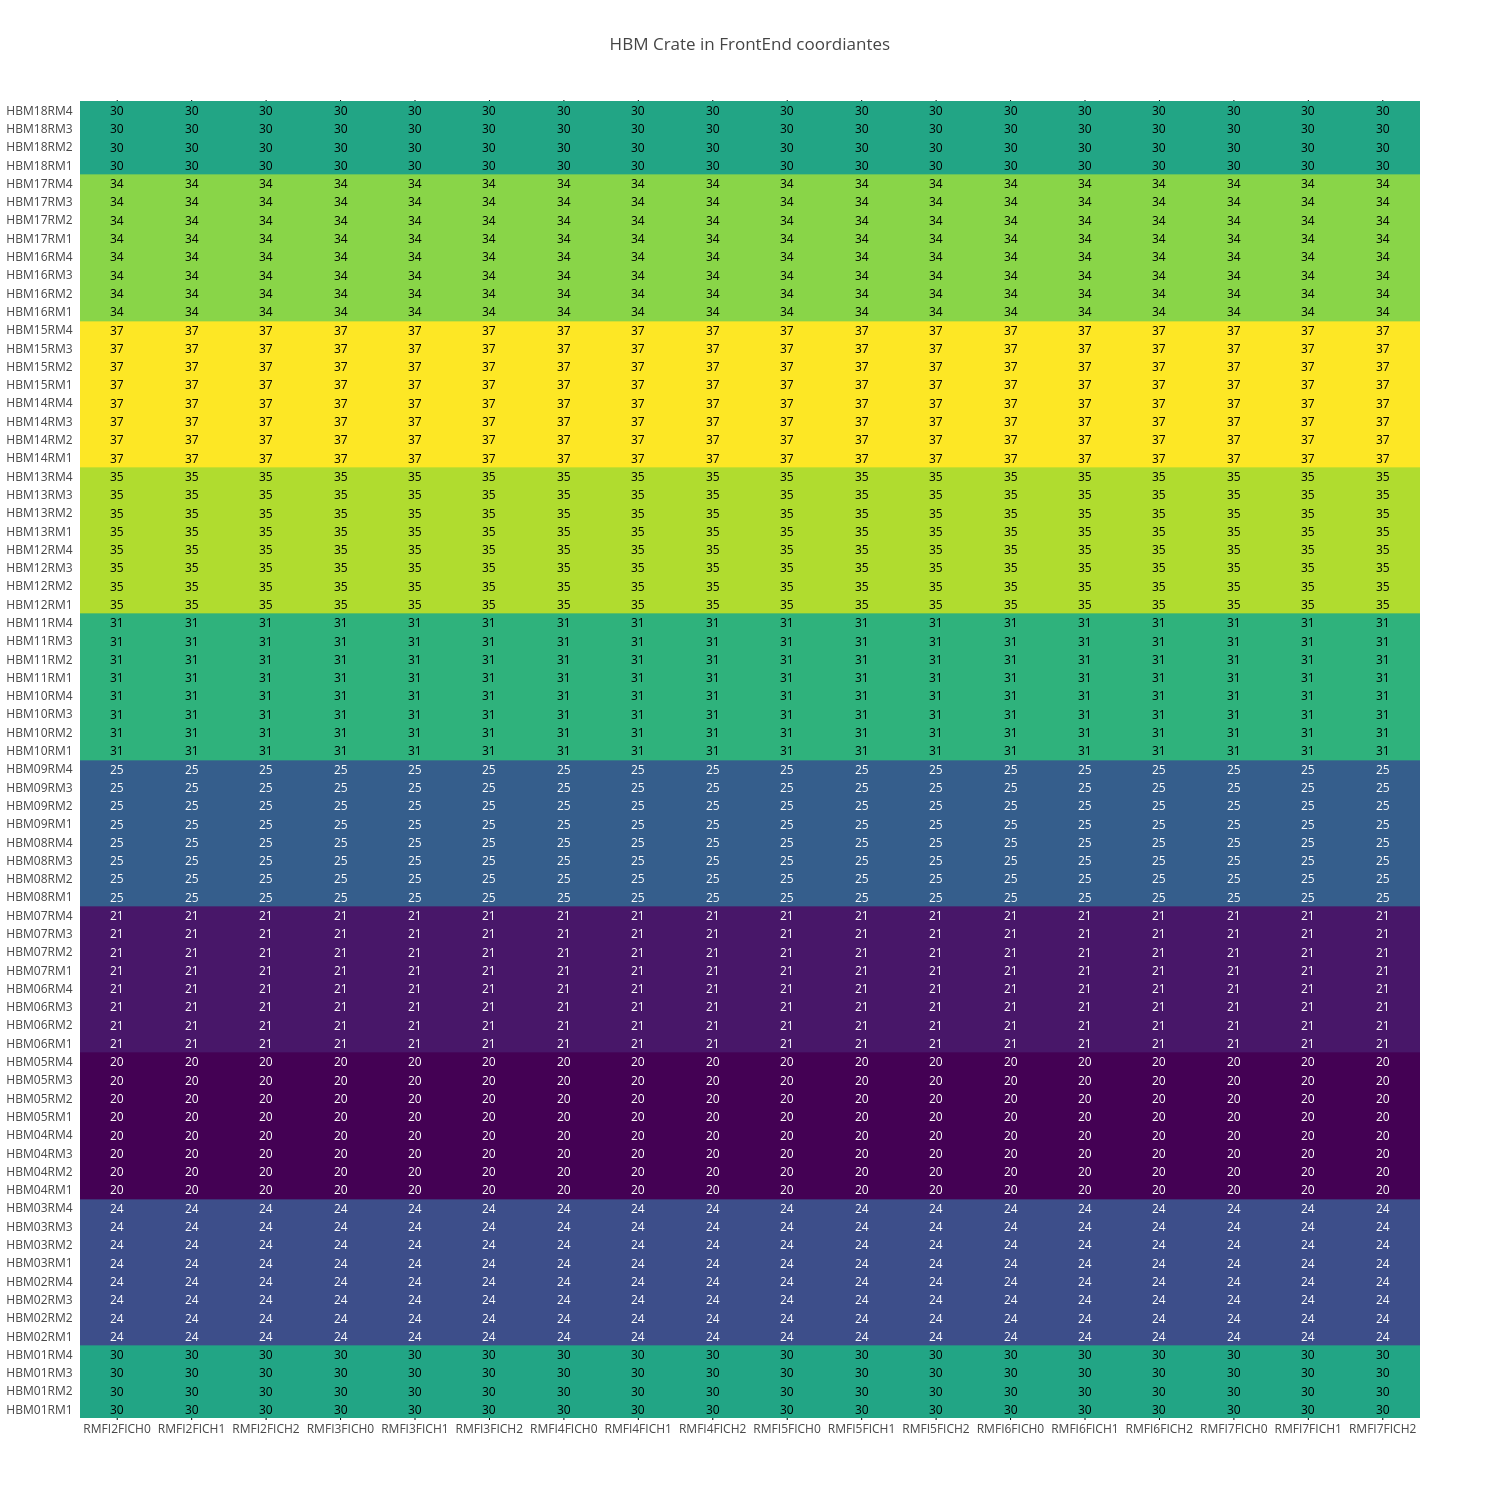 HBM Crate in FrontEnd coordiantes
HBM18RM4 30 30 30 30 30 30 30 30 30 30 30 30 30 30 30 30 30 30
HBM18RM3 30 30 30 30 30 30 30 30 30 30 30 30 30 30 30 30 30 30
HBM18RM2 30 30 30 30 30 30 30 30 30 30 30 30 30 30 30 30 30 30
HBM18RM1 30 30 30 30 30 30 30 30 30 30 30 30 30 30 30 30 30 30
HBM17RM4 34 34 34 34 34 34 34 34 34 34 34 34 34 34 34 34 34 34
HBM17RM3 34 34 34 34 34 34 34 34 34 34 34 34 34 34 34 34 34 34
HBM17RM2 34 34 34 34 34 34 34 34 34 34 34 34 34 34 34 34 34 34
HBM17RM1 34 34 34 34 34 34 34 34 34 34 34 34 34 34 34 34 34 34
HBM16RM4 34 34 34 34 34 34 34 34 34 34 34 34 34 34 34 34 34 34
HBM16RM3 34 34 34 34 34 34 34 34 34 34 34 34 34 34 34 34 34 34
HBM16RM2 34 34 34 34 34 34 34 34 34 34 34 34 34 34 34 34 34 34
HBM16RM1 34 34 34 34 34 34 34 34 34 34 34 34 34 34 34 34 34 34
HBM15RM4 37 37 37 37 37 37 37 37 37 37 37 37 37 37 37 37 37 37
HBM15RM3 37 37 37 37 37 37 37 37 37 37 37 37 37 37 37 37 37 37
HBM15RM2 37 37 37 37 37 37 37 37 37 37 37 37 37 37 37 37 37 37
HBM15RM1 37 37 37 37 37 37 37 37 37 37 37 37 37 37 37 37 37 37
HBM14RM4 37 37 37 37 37 37 37 37 37 37 37 37 37 37 37 37 37 37
HBM14RM3 37 37 37 37 37 37 37 37 37 37 37 37 37 37 37 37 37 37
HBM14RM2 37 37 37 37 37 37 37 37 37 37 37 37 37 37 37 37 37 37
HBM14RM1 37 37 37 37 37 37 37 37 37 37 37 37 37 37 37 37 37 37
HBM13RM4 35 35 35 35 35 35 35 35 35 35 35 35 35 35 35 35 35 35
HBM13RM3 35 35 35 35 35 35 35 35 35 35 35 35 35 35 35 35 35 35
HBM13RM2 35 35 35 35 35 35 35 35 35 35 35 35 35 35 35 35 35 35
HBM13RM1 35 35 35 35 35 35 35 35 35 35 35 35 35 35 35 35 35 35
HBM12RM4 35 35 35 35 35 35 35 35 35 35 35 35 35 35 35 35 35 35
HBM12RM3 35 35 35 35 35 35 35 35 35 35 35 35 35 35 35 35 35 35
HBM12RM2 35 35 35 35 35 35 35 35 35 35 35 35 35 35 35 35 35 35
HBM12RM1 35 35 35 35 35 35 35 35 35 35 35 35 35 35 35 35 35 35
HBM11RM4 31 31 31 31 31 31 31 31 31 31 31 31 31 31 31 31 31 31
HBM11RM3 31 31 31 31 31 31 31 31 31 31 31 31 31 31 31 31 31 31
HBM11RM2 31 31 31 31 31 31 31 31 31 31 31 31 31 31 31 31 31 31
HBM11RM1 31 31 31 31 31 31 31 31 31 31 31 31 31 31 31 31 31 31
HBM10RM4 31 31 31 31 31 31 31 31 31 31 31 31 31 31 31 31 31 31
HBM10RM3 31 31 31 31 31 31 31 31 31 31 31 31 31 31 31 31 31 31
HBM10RM2 31 31 31 31 31 31 31 31 31 31 31 31 31 31 31 31 31 31
HBM10RM1 31 31 31 31 31 31 31 31 31 31 31 31 31 31 31 31 31 31
HBM09RM4 25 25 25 25 25 25 25 25 25 25 25 25 25 25 25 25 25 25
HBM09RM3 25 25 25 25 25 25 25 25 25 25 25 25 25 25 25 25 25 25
HBM09RM2 25 25 25 25 25 25 25 25 25 25 25 25 25 25 25 25 25 25
HBM09RM1 25 25 25 25 25 25 25 25 25 25 25 25 25 25 25 25 25 25
HBM08RM4 25 25 25 25 25 25 25 25 25 25 25 25 25 25 25 25 25 25
HBM08RM3 25 25 25 25 25 25 25 25 25 25 25 25 25 25 25 25 25 25
HBM08RM2 25 25 25 25 25 25 25 25 25 25 25 25 25 25 25 25 25 25
HBM08RM1 25 25 25 25 25 25 25 25 25 25 25 25 25 25 25 25 25 25
HBM07RM4 21 21 21 21 21 21 21 21 21 21 21 21 21 21 21 21 21 21
HBM07RM3 21 21 21 21 21 21 21 21 21 21 21 21 21 21 21 21 21 21
HBM07RM2 21 21 21 21 21 21 21 21 21 21 21 21 21 21 21 21 21 21
HBM07RM1 21 21 21 21 21 21 21 21 21 21 21 21 21 21 21 21 21 21
HBM06RM4 21 21 21 21 21 21 21 21 21 21 21 21 21 21 21 21 21 21
HBM06RM3 21 21 21 21 21 21 21 21 21 21 21 21 21 21 21 21 21 21
HBM06RM2 21 21 21 21 21 21 21 21 21 21 21 21 21 21 21 21 21 21
HBM06RM1 21 21 21 21 21 21 21 21 21 21 21 21 21 21 21 21 21 21
HBM05RM4 20 20 20 20 20 20 20 20 20 20 20 20 20 20 20 20 20 20
HBM05RM3 20 20 20 20 20 20 20 20 20 20 20 20 20 20 20 20 20 20
HBM05RM2 20 20 20 20 20 20 20 20 20 20 20 20 20 20 20 20 20 20
HBM05RM1 20 20 20 20 20 20 20 20 20 20 20 20 20 20 20 20 20 20
HBM04RM4 20 20 20 20 20 20 20 20 20 20 20 20 20 20 20 20 20 20
HBM04RM3 20 20 20 20 20 20 20 20 20 20 20 20 20 20 20 20 20 20
HBM04RM2 20 20 20 20 20 20 20 20 20 20 20 20 20 20 20 20 20 20
HBM04RM1 20 20 20 20 20 20 20 20 20 20 20 20 20 20 20 20 20 20
HBM03RM4 24 24 24 24 24 24 24 24 24 24 24 24 24 24 24 24 24 24
HBM03RM3 24 24 24 24 24 24 24 24 24 24 24 24 24 24 24 24 24 24
HBM03RM2 24 24 24 24 24 24 24 24 24 24 24 24 24 24 24 24 24 24
HBM03RM1 24 24 24 24 24 24 24 24 24 24 24 24 24 24 24 24 24 24
HBM02RM4 24 24 24 24 24 24 24 24 24 24 24 24 24 24 24 24 24 24
HBM02RM3 24 24 24 24 24 24 24 24 24 24 24 24 24 24 24 24 24 24
HBM02RM2 24 24 24 24 24 24 24 24 24 24 24 24 24 24 24 24 24 24
HBM02RM1 24 24 24 24 24 24 24 24 24 24 24 24 24 24 24 24 24 24
HBM01RM4 30 30 30 30 30 30 30 30 30 30 30 30 30 30 30 30 30 30
HBM01RM3 30 30 30 30 30 30 30 30 30 30 30 30 30 30 30 30 30 30
HBM01RM2 30 30 30 30 30 30 30 30 30 30 30 30 30 30 30 30 30 30
HBM01RM1 30 30 30 30 30 30 30 30 30 30 30 30 30 30 30 30 30 30
RMFI2FICH0 RMFI2FICH1 RMFI2FICH2 RMFI3FICH0 RMFI3FICH1 RMFI3FICH2 RMFI4FICH0 RMFI4FICH1 RMFI4FICH2 RMFI5FICH0 RMFI5FICH1 RMFI5FICH2 RMFI6FICH0 RMFI6FICH1 RMFI6FICH2 RMFI7FICH0 RMFI7FICH1 RMFI7FICH2